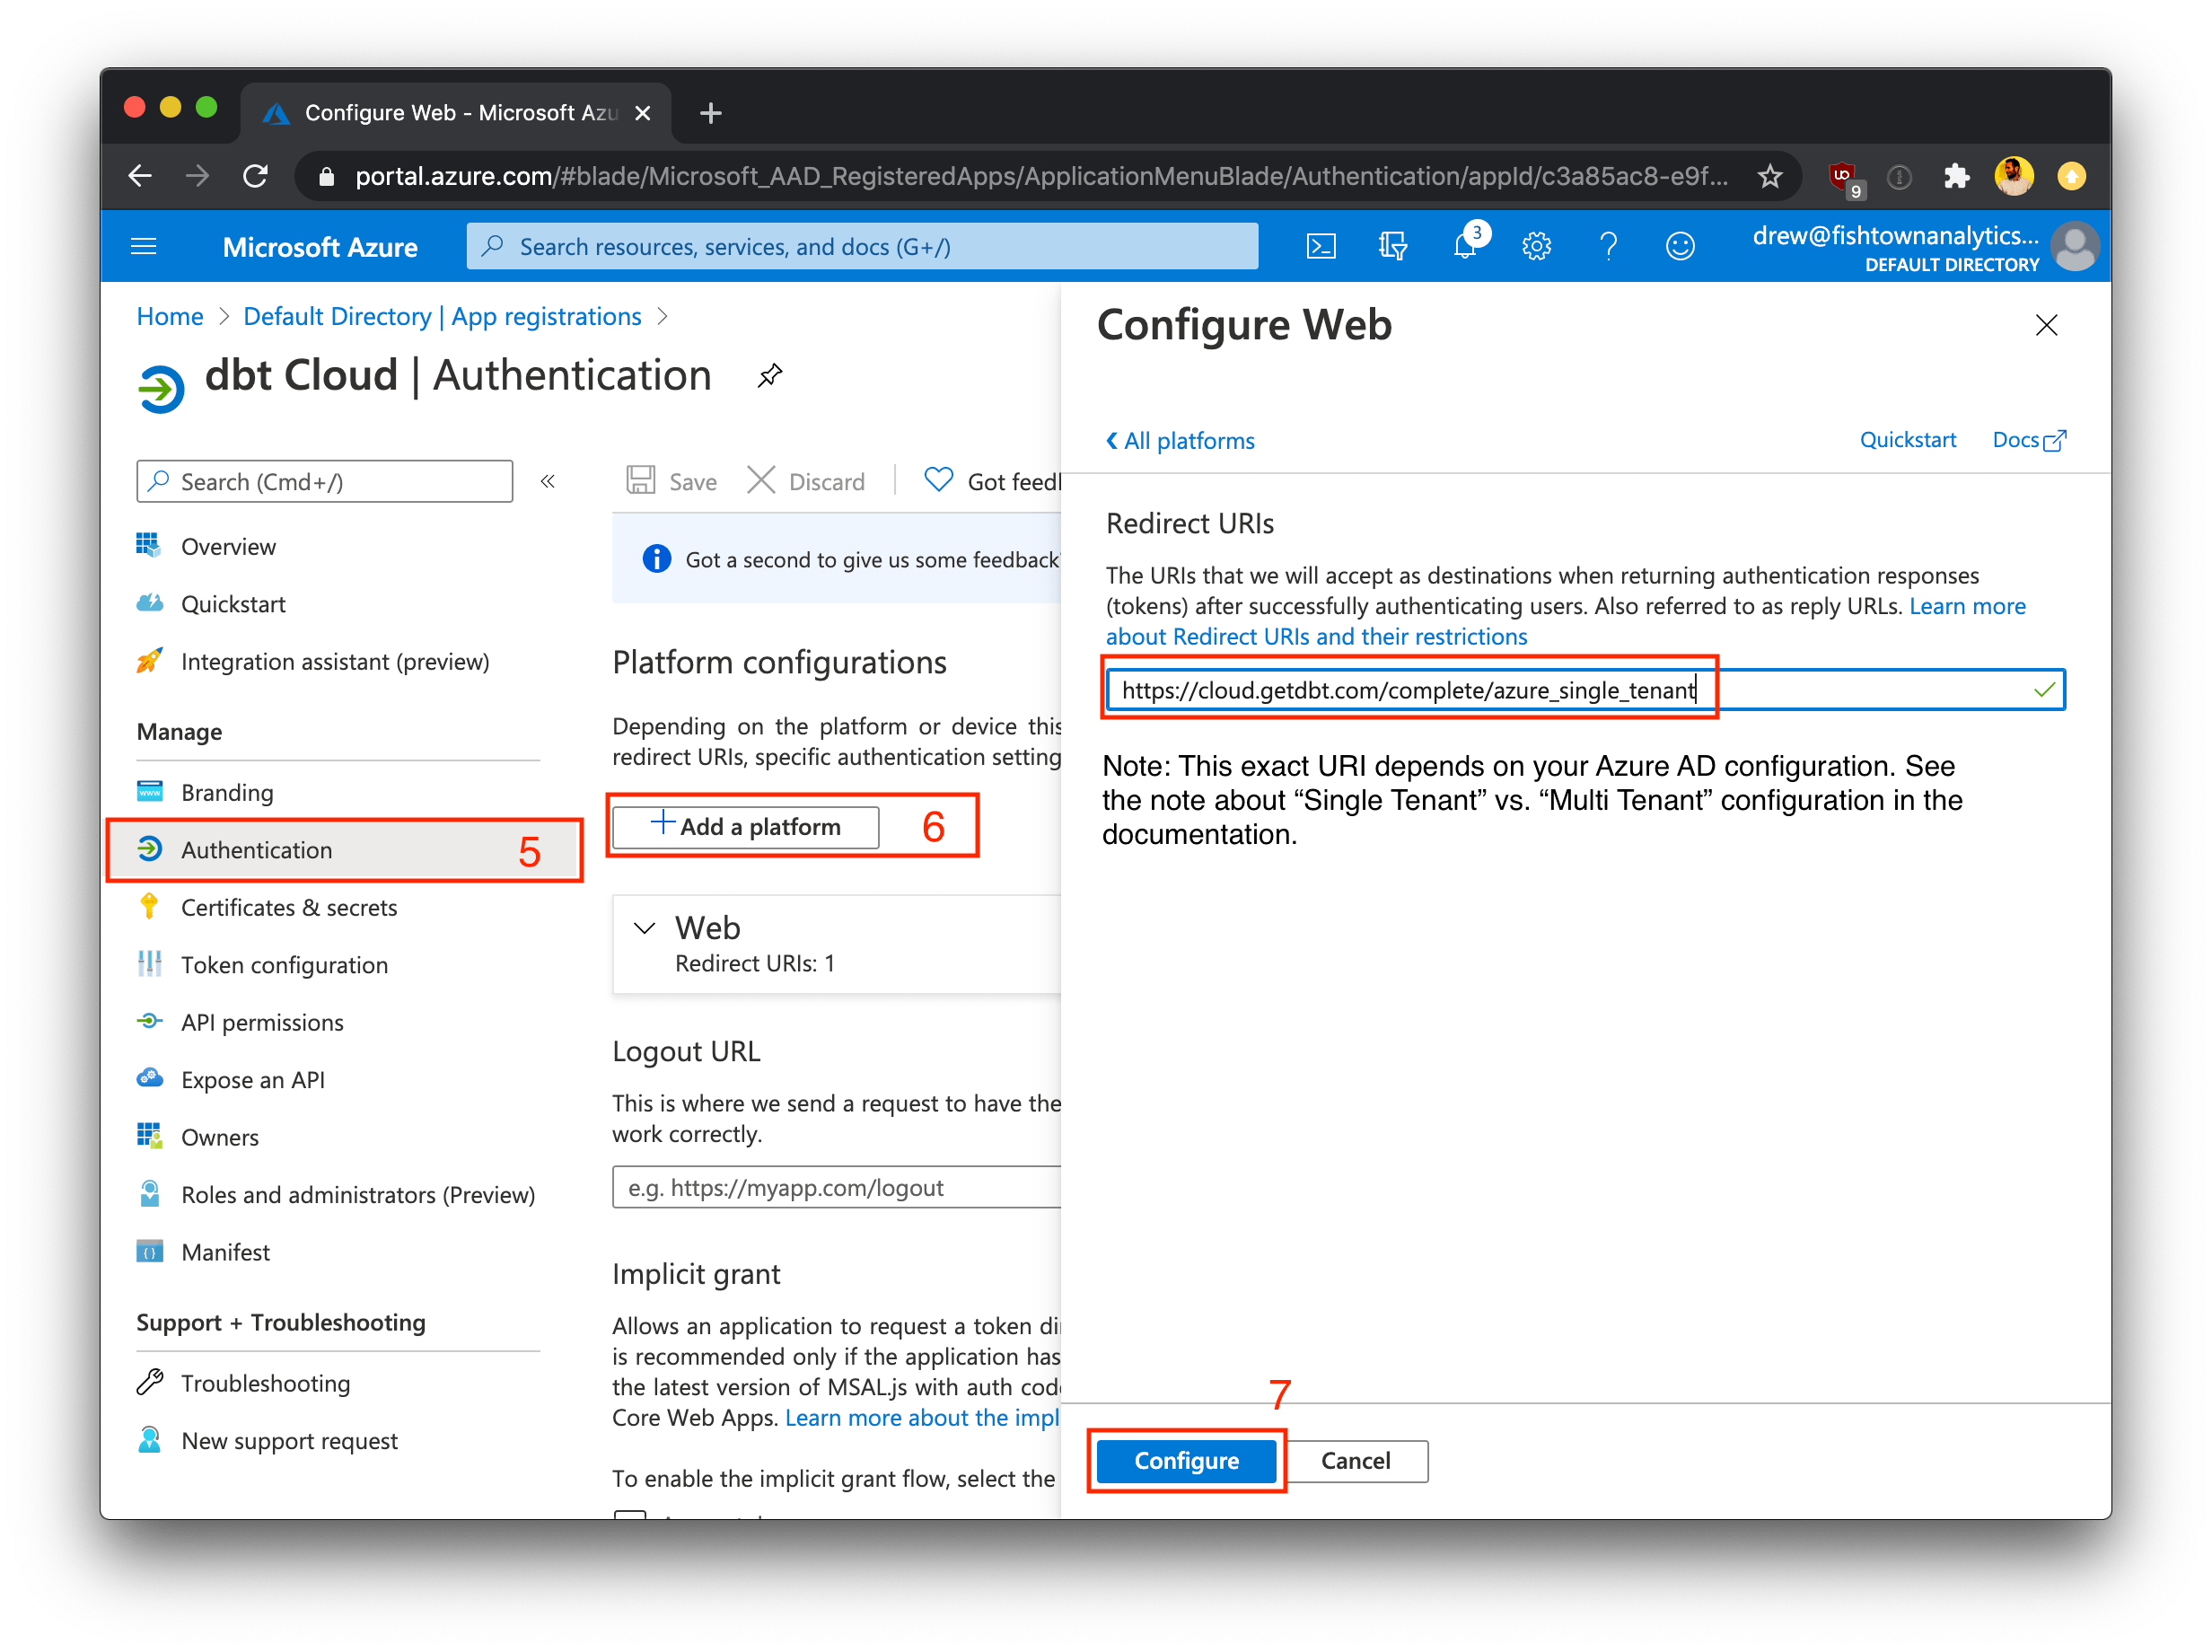 Configure Web - Microsoft Azu
portal.azure.com/#blade/Microsoft_AAD_RegisteredApps/ApplicationMenuBlade/Authentication/appId/c3a85ac8-e9f...
9
Microsoft Azure
Search resources, services, and docs (G+/)
3
drew@fishtownanalytics...
DEFAULT DIRECTORY
Home > Default Directory | App registrations >
dbt Cloud | Authentication
Search (Cmd+/)
«
Overview
Quickstart
Integration assistant (preview)
Manage
Branding
Authentication 5
Certificates & secrets
Token configuration
API permissions
Expose an API
Owners
Roles and administrators (Preview)
Manifest
Support + Troubleshooting
Troubleshooting
New support request
Save
Discard
Got
Got a second to give us some feedback
Platform configurations
Depending on the platform or device this
redirect URIs, specific authentication setting
+ Add a platform 6
Web
Redirect URIs: 1
Logout URL
This is where we send a request to have the
work correctly.
e.g. https://myapp.com/logout
Implicit grant
Allows an application to request a token
is recommended only if the application has
the latest version of MSAL.js with auth
Core Web Apps. Learn more about the
To enable the implicit grant flow, select the
Configure Web
All platforms
Quickstart
Docs
Redirect URIs
The URIs that we will accept as destinations when returning authentication responses
(tokens) after successfully authenticating users. Also referred to as reply URLs. Learn more
about Redirect URIs and their restrictions
https://cloud.getdbt.com/complete/azure_single_tenant
Note: This exact URI depends on your Azure AD configuration. See
the note about “Single Tenant” vs. “Multi Tenant” configuration in the
documentation.
7
Configure
Cancel